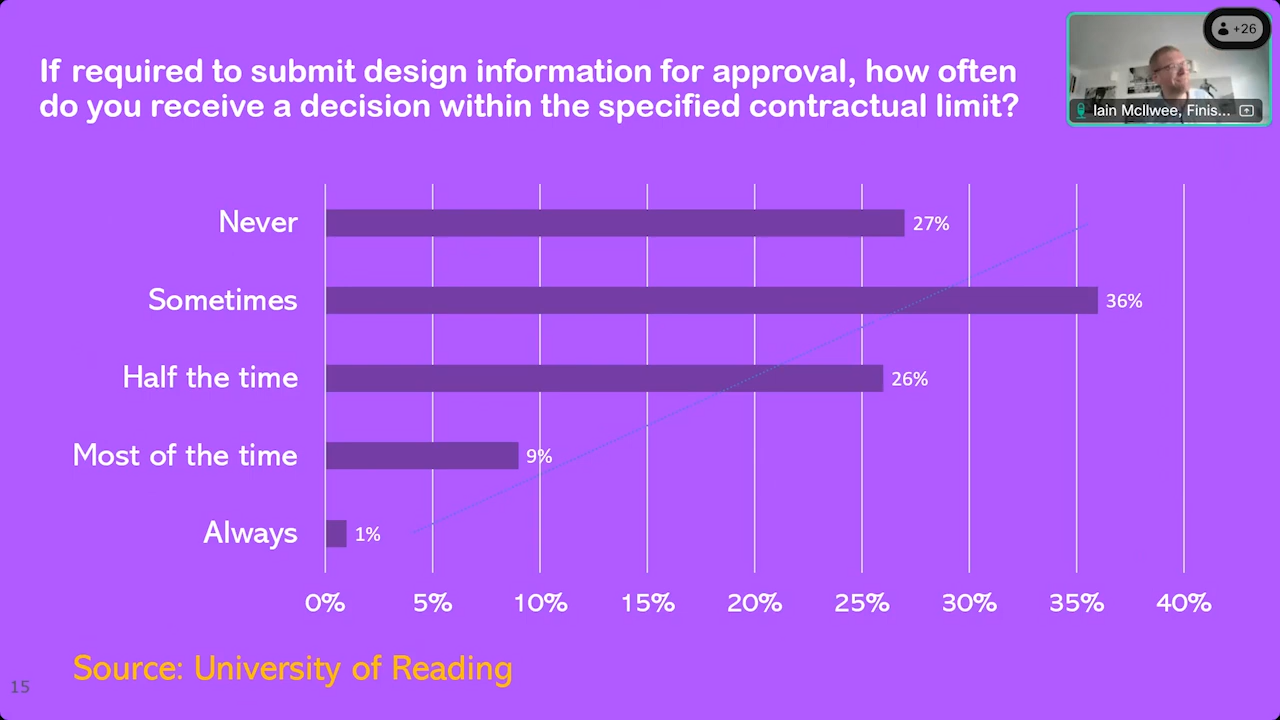 If required to submit design information for approval, how often
do you receive a decision within the specified contractual limit?
+26
Iain McIlwee, Finis...
Never
27%
Sometimes
36%
Half the time
26%
Most of the time
9%
Always
1%
0% 5% 10% 15% 20% 25% 30% 35% 40%
Source: University of Reading
15